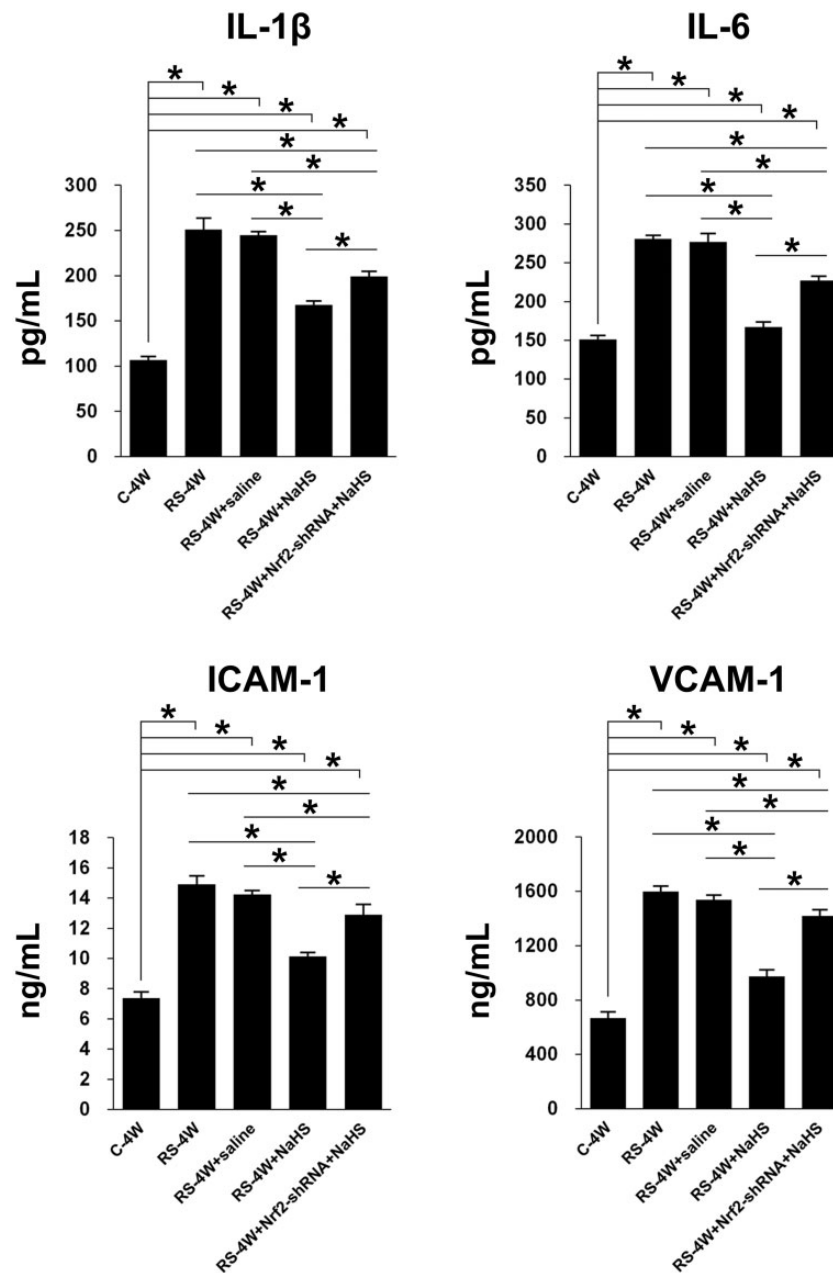 IL-1β
* * * *
* * * * *
pg/mL
300
250
200
150
100
50
0
C-4W
RS-4W
RS-4W+saline
RS-4W+NaHS
RS-4W+Nrf2-shRNA+NaHS
IL-6
* * * *
* * * * *
pg/mL
350
300
250
200
150
100
50
0
C-4W
RS-4W
RS-4W+saline
RS-4W+NaHS
RS-4W+Nrf2-shRNA+NaHS
ICAM-1
* * * *
* * * * *
ng/mL
18
16
14
12
10
8
6
4
2
0
C-4W
RS-4W
RS-4W+saline
RS-4W+NaHS
RS-4W+Nrf2-shRNA+NaHS
VCAM-1
* * * *
* * * * *
ng/mL
2000
1600
1200
800
400
0
C-4W
RS-4W
RS-4W+saline
RS-4W+NaHS
RS-4W+Nrf2-shRNA+NaHS